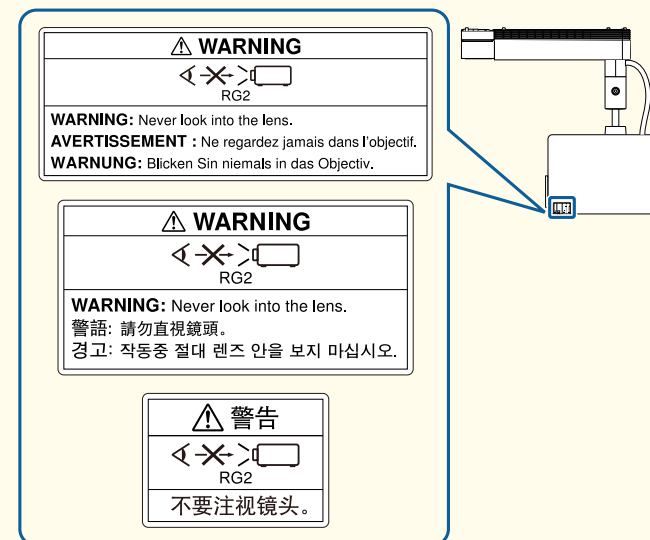 ⚠ WARNING
RG2
WARNING: Never look into the lens.
AVERTISSEMENT : Ne regardez jamais dans l'objectif.
WARNUNG: Blicken Sin niemals in das Objectiv.
⚠ WARNING
RG2
WARNING: Never look into the lens.
警語: 請勿直視鏡頭。
경고: 작동중 절대 렌즈 안을 보지 마십시오.
⚠ 警告
RG2
不要注视镜头。